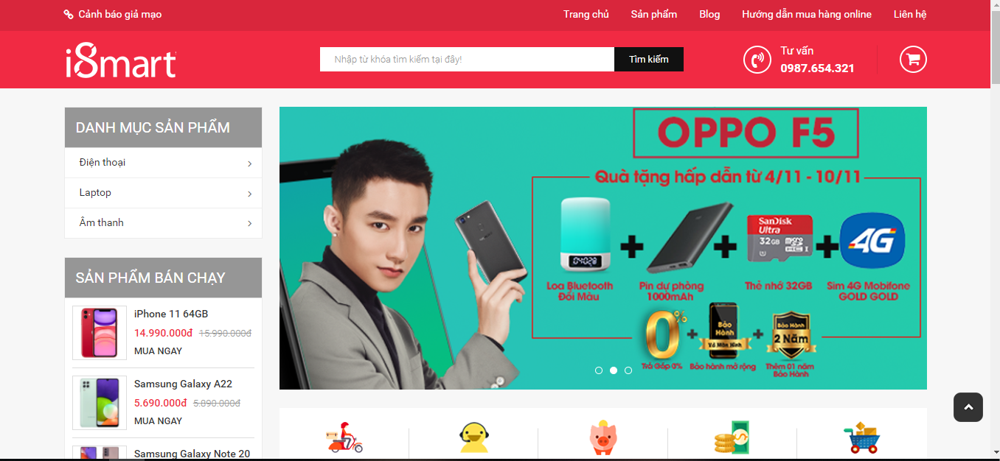 Cảnh báo giả mạo
Trang chủ
Sản phẩm
Blog
Hướng dẫn mua hàng online
Liên hệ
i8mart
Nhập từ khóa tìm kiếm tại đây!
Tìm kiếm
Tư vấn
0987.654.321
DANH MỤC SẢN PHẨM
Điện thoại
Laptop
Âm thanh
SẢN PHẨM BÁN CHẠY
iPhone 11 64GB
14.990.000đ 15.990.000đ
MUA NGAY
Samsung Galaxy A22
5.690.000đ 5.890.000đ
MUA NGAY
Samsung Galaxy Note 20
OPPO F5
Quà tặng hấp dẫn từ 4/11 - 10/11
SanDisk
Ultra
32GB
micro
4G
Loa Bluetooth
Đổi Màu
Pin dự phòng
1000mAh
Thẻ nhớ 32GB
Sim 4G Mobifone
GOLD GOLD
0%
Trả Góp 0%
Bảo
Hành
Vỡ Màn Hình
Bảo hành mở rộng
Bảo Hành
2 Năm
Thêm 01 năm
Bảo Hành